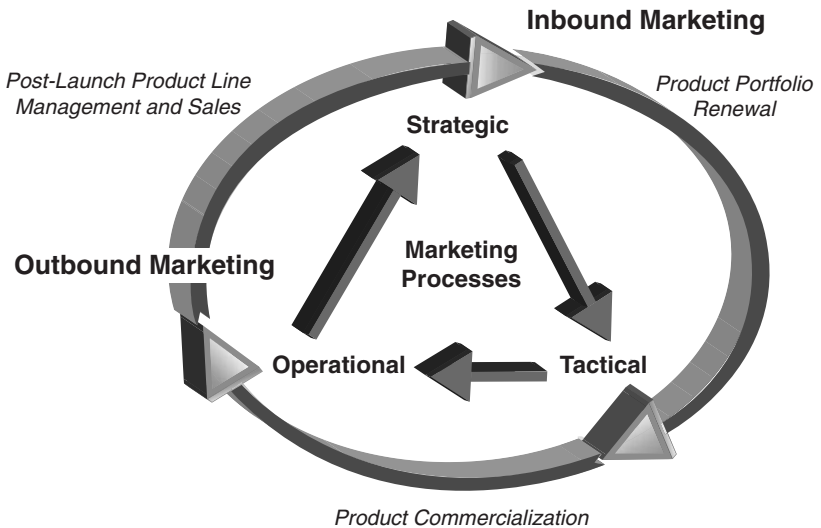 Inbound Marketing
Post-Launch Product Line
Management and Sales
Product Portfolio
Renewal
Strategic
Marketing
Processes
Outbound Marketing
Operational
Tactical
Product Commercialization